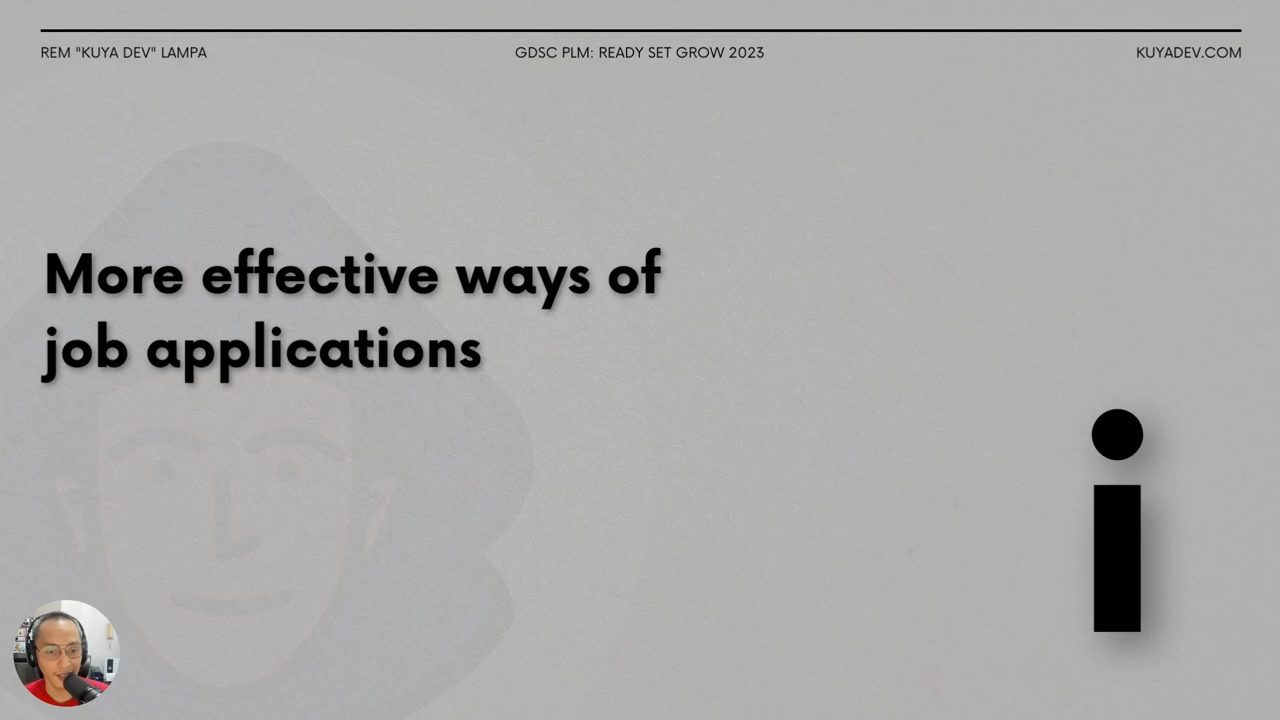 REM "KUYA DEV" LAMPA
GDSC PLM: READY SET GROW 2023
KUYADEV.COM
More effective ways of
job applications
i